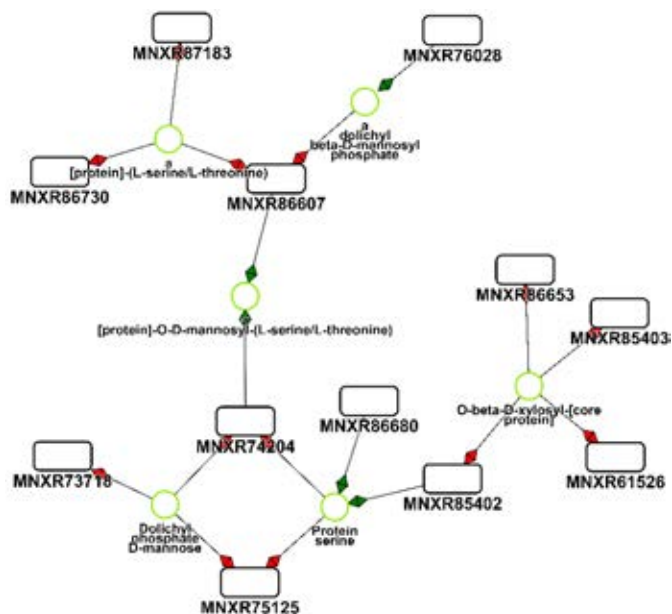 MNXR87183
MNXR76028
a
dolichyl
beta-D-mannosyl
phosphate
a
[protein]-(L-serine/L-threonine)
MNXR86730
MNXR86607
MNXR86653
[protein]-O-D-mannosyl-(L-serine/L-threonine)
MNXR85403
O-beta-D-xylosyl-[core
protein]
MNXR86680
MNXR74204
MNXR73718
MNXR61526
MNXR85402
Dolichyl
phosphate
D-mannose
Protein
serine
MNXR75125